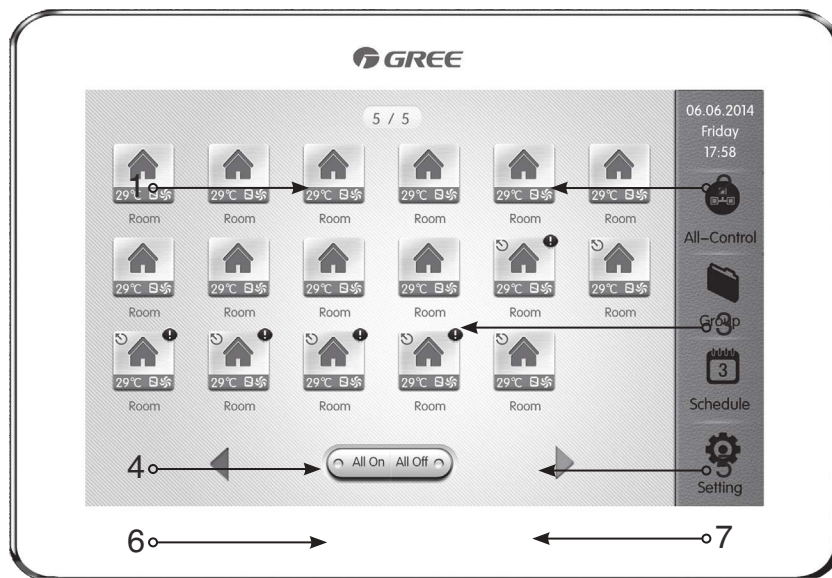 GREE
5 / 5
06.06.2014
Friday
17:58
29℃ 29℃ 29℃ 29℃ 29℃ 29℃
1
Room Room Room Room Room Room
All-Control
29℃ 29℃ 29℃ 29℃ 29℃ 29℃
Room Room Room Room Room Room
Group
3
29℃ 29℃ 29℃ 29℃ 29℃
3
Room Room Room Room Room
Schedule
4
All On All Off
5
Setting
6
7